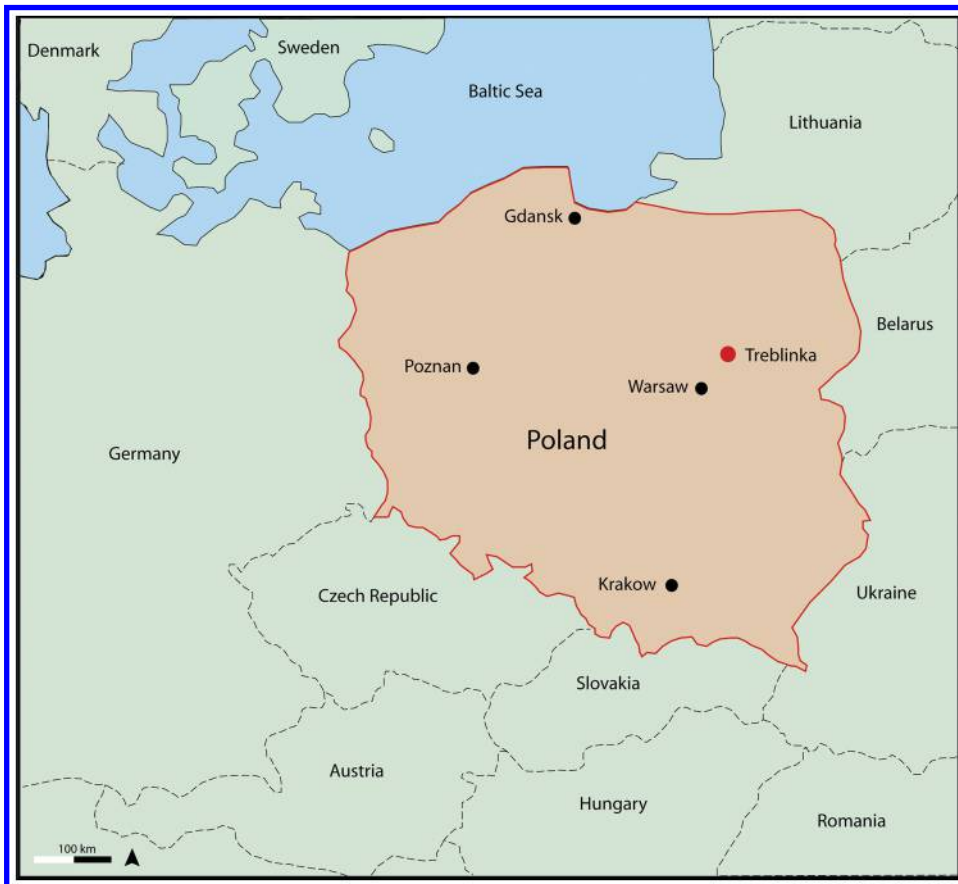 Denmark
Sweden
Baltic Sea
Lithuania
Gdansk
Belarus
Treblinka
Poznan
Warsaw
Poland
Germany
Krakow
Czech Republic
Ukraine
Slovakia
Austria
Hungary
Romania
100 km